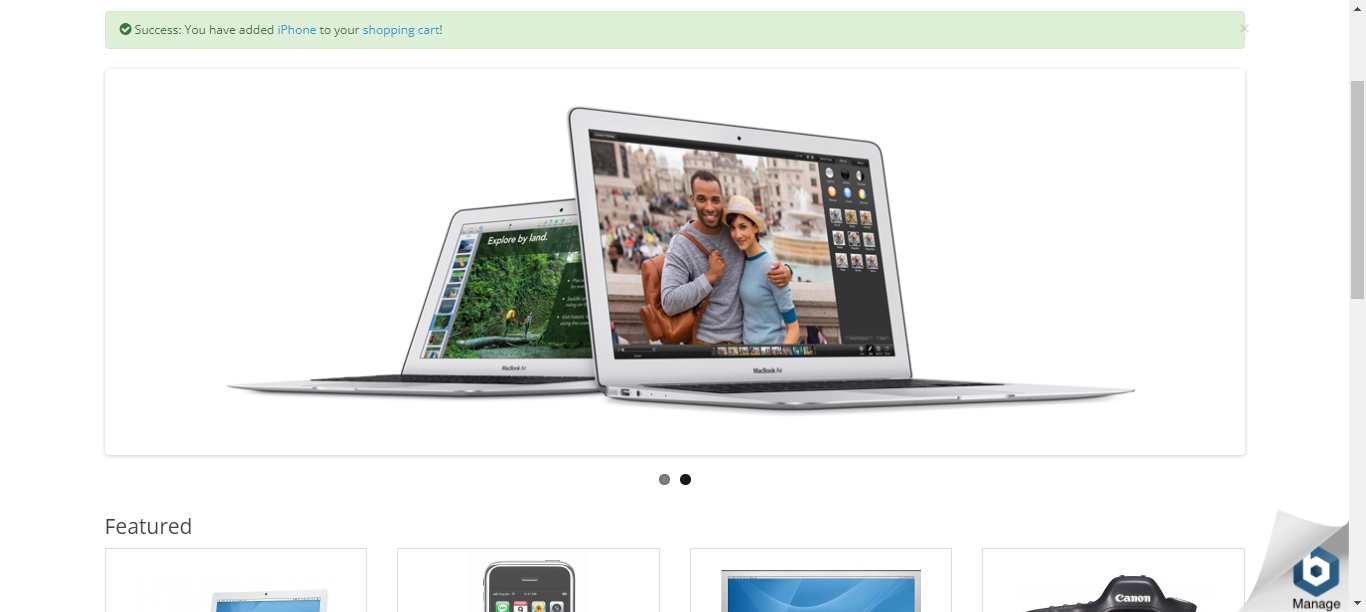 Success: You have added iPhone to your shopping cart!
×
Explore by land.
MacBook Air
MacBook Air
Featured
Canon
Manage